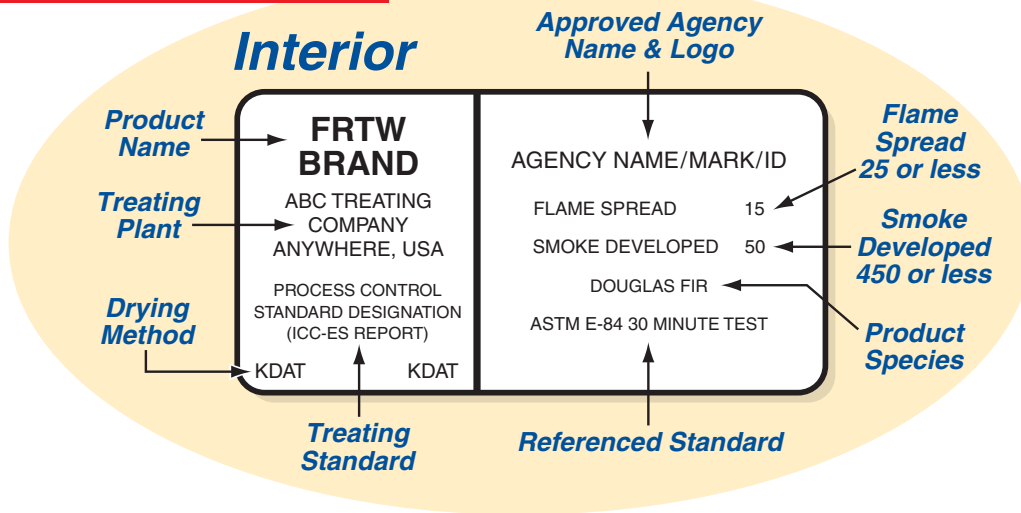 Interior
Approved Agency
Name & Logo
Product
Name
FRTW
BRAND
Treating
Plant
ABC TREATING
COMPANY
ANYWHERE, USA
PROCESS CONTROL
STANDARD DESIGNATION
(ICC-ES REPORT)
Drying
Method
KDAT KDAT
Treating
Standard
AGENCY NAME/MARK/ID
FLAME SPREAD 15
SMOKE DEVELOPED 50
DOUGLAS FIR
ASTM E-84 30 MINUTE TEST
Flame
Spread
25 or less
Smoke
Developed
450 or less
Product
Species
Referenced Standard